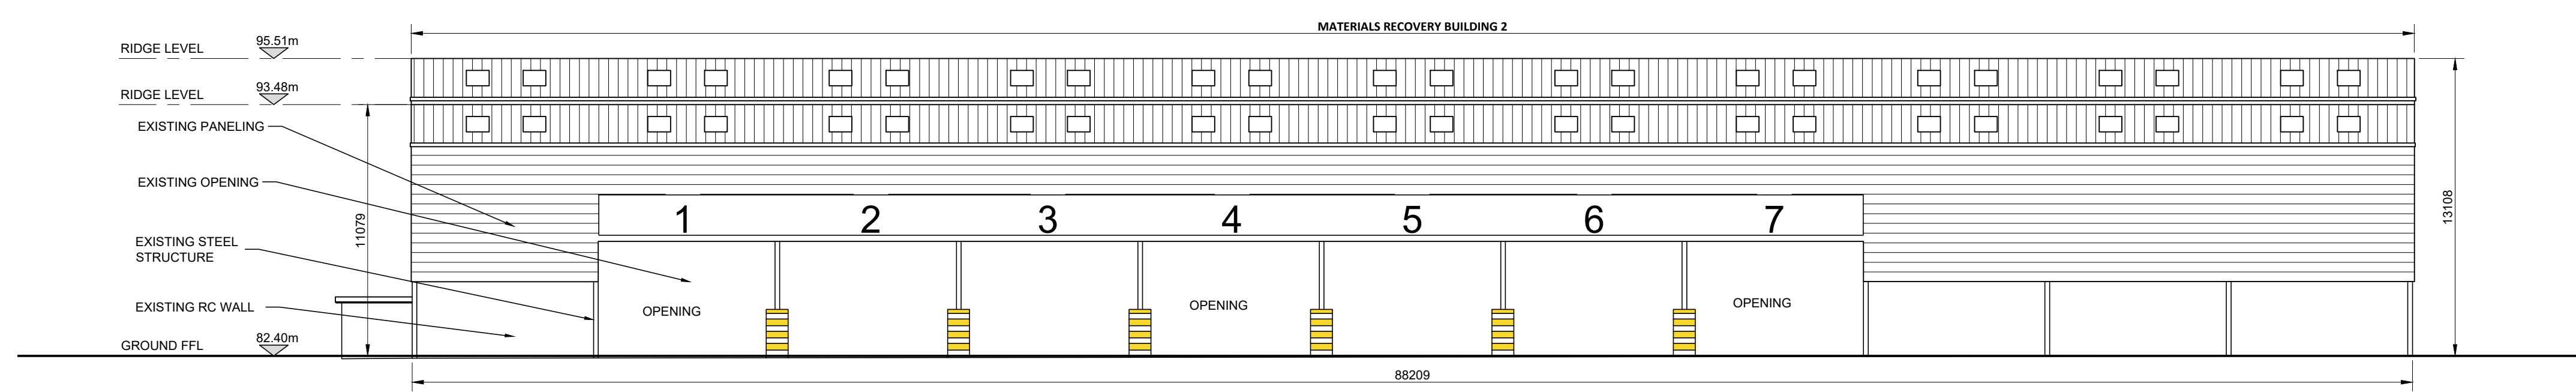 MATERIALS RECOVERY BUILDING 2
RIDGE LEVEL 95.51m
RIDGE LEVEL 93.48m
EXISTING PANELING
EXISTING OPENING
11079
13108
1 2 3 4 5 6 7
EXISTING STEEL
STRUCTURE
EXISTING RC WALL
OPENING OPENING OPENING
GROUND FFL 82.40m
88209